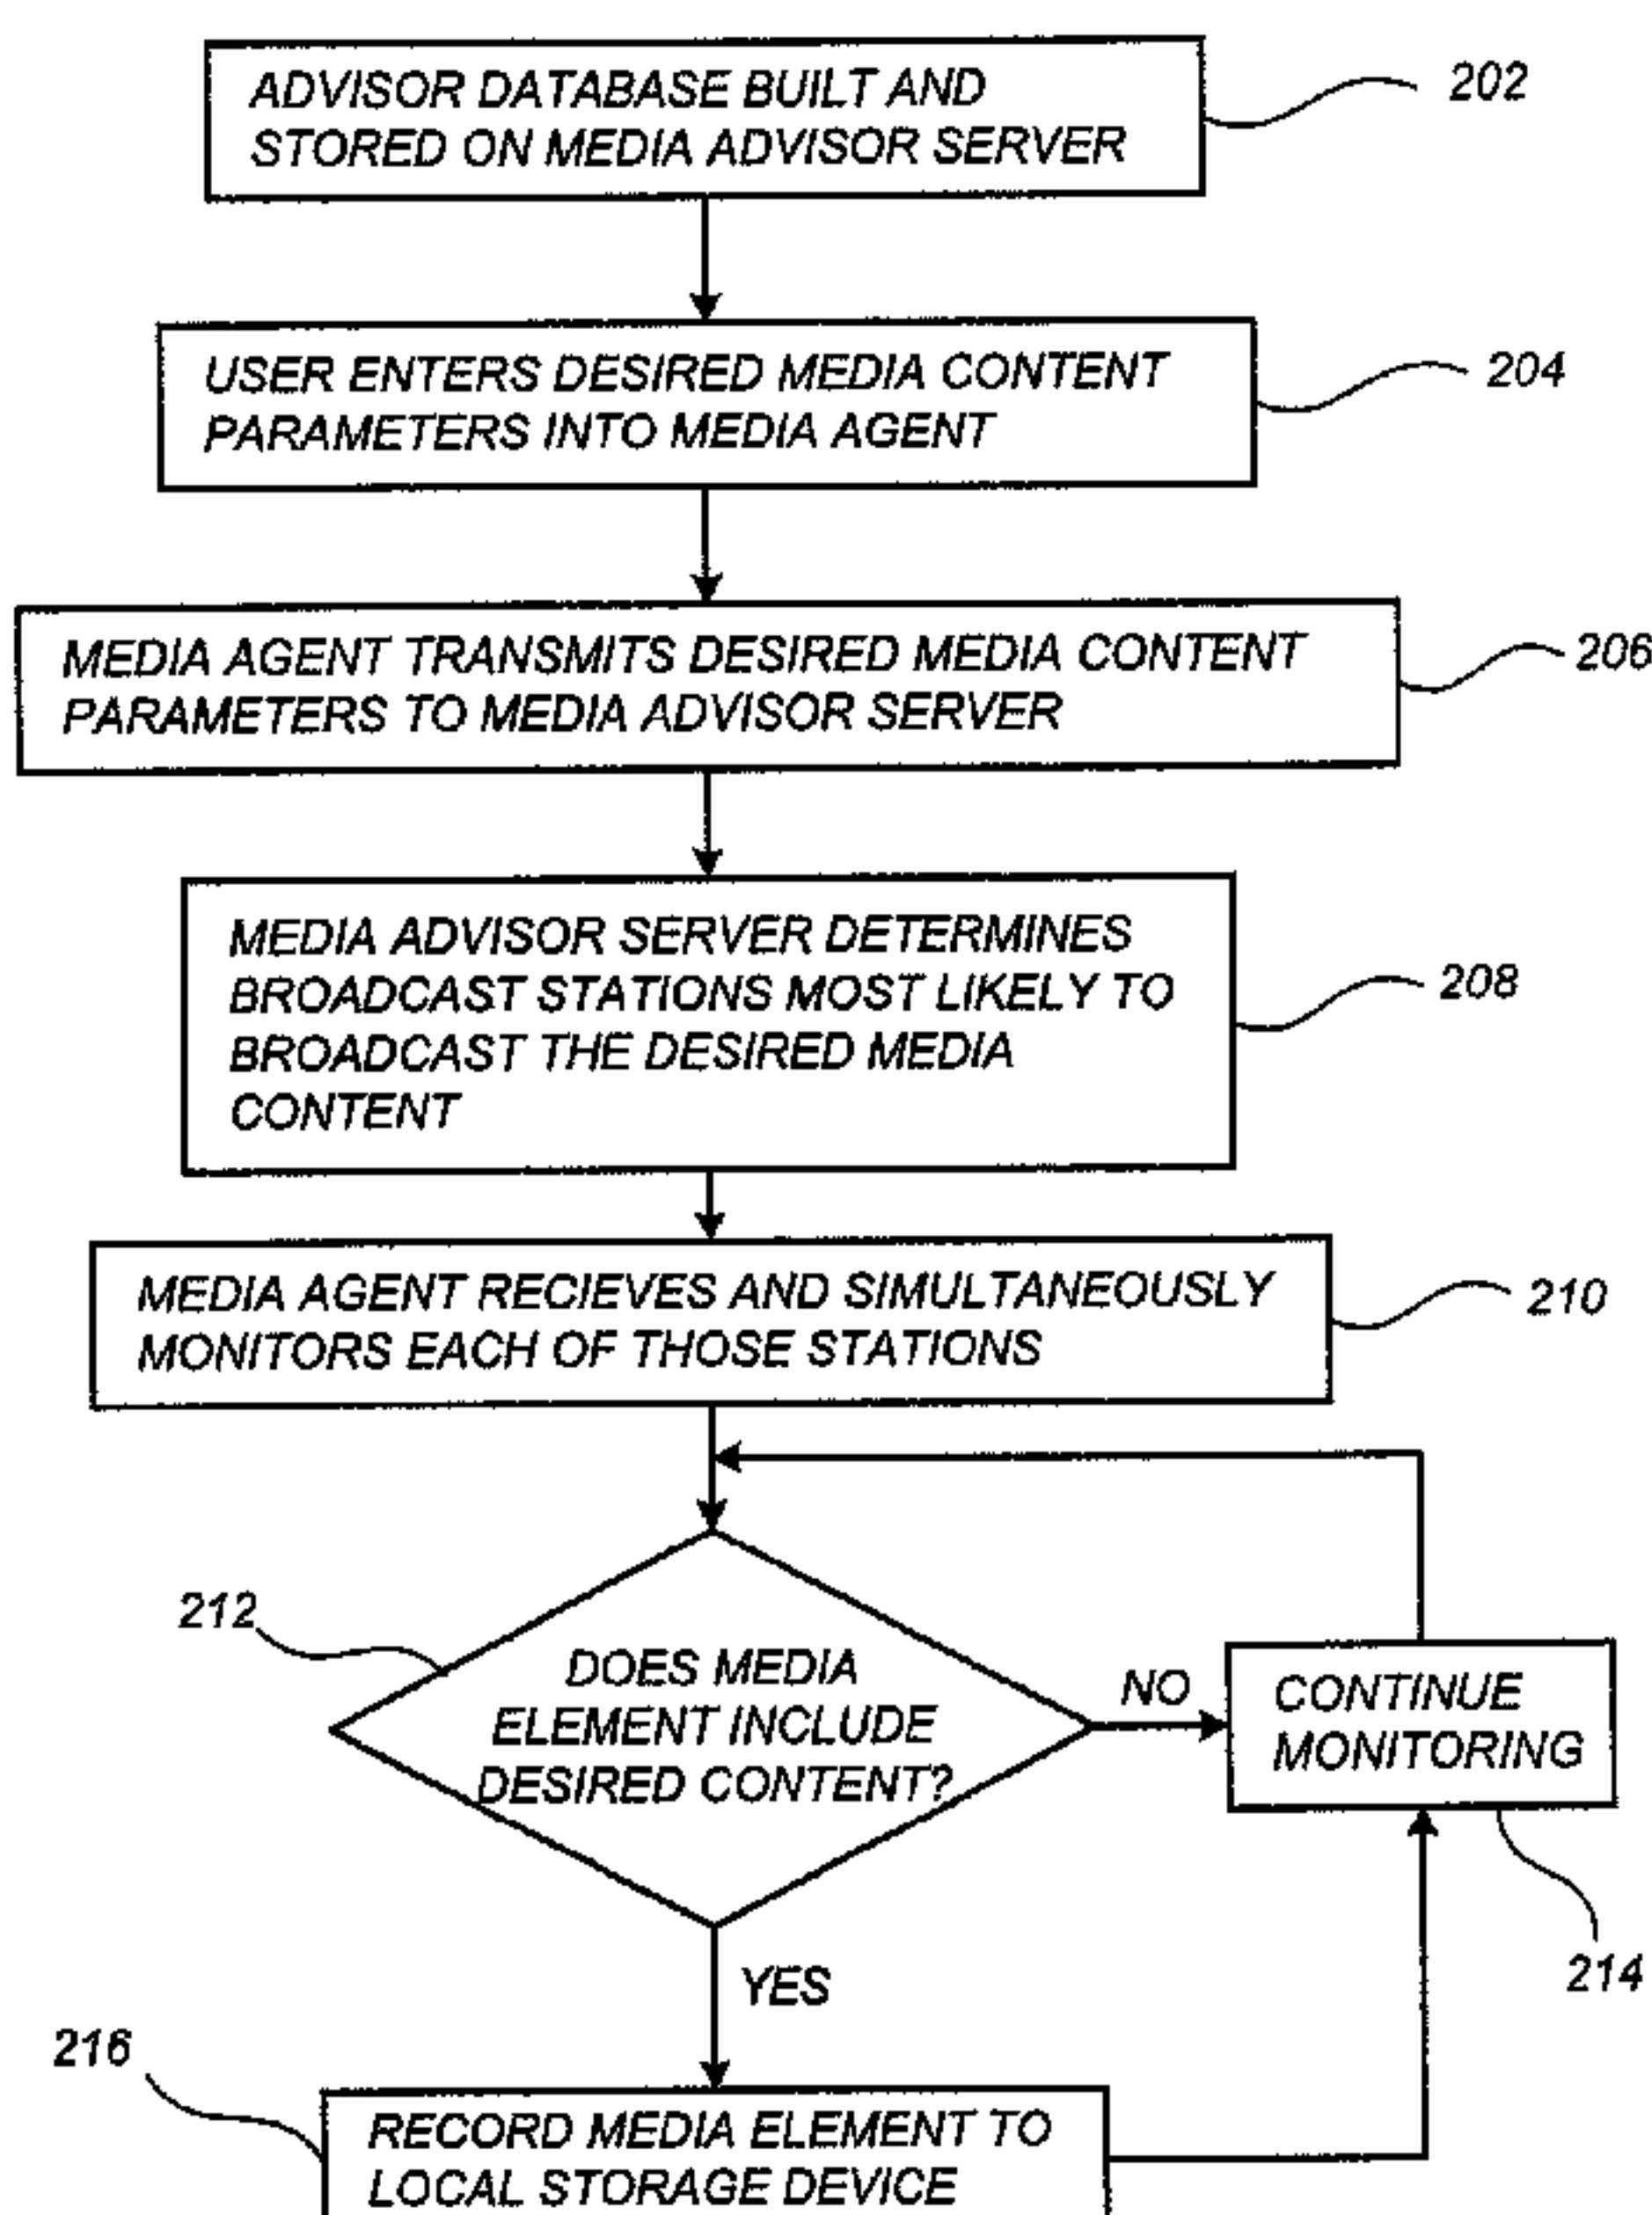 ADVISOR DATABASE BUILT AND
STORED ON MEDIA ADVISOR SERVER
202
USER ENTERS DESIRED MEDIA CONTENT
PARAMETERS INTO MEDIA AGENT
204
MEDIA AGENT TRANSMITS DESIRED MEDIA CONTENT
PARAMETERS TO MEDIA ADVISOR SERVER
206
MEDIA ADVISOR SERVER DETERMINES
BROADCAST STATIONS MOST LIKELY TO
BROADCAST THE DESIRED MEDIA
CONTENT
208
MEDIA AGENT RECIEVES AND SIMULTANEOUSLY
MONITORS EACH OF THOSE STATIONS
210
212
DOES MEDIA
ELEMENT INCLUDE
DESIRED CONTENT?
NO
CONTINUE
MONITORING
214
YES
216
RECORD MEDIA ELEMENT TO
LOCAL STORAGE DEVICE